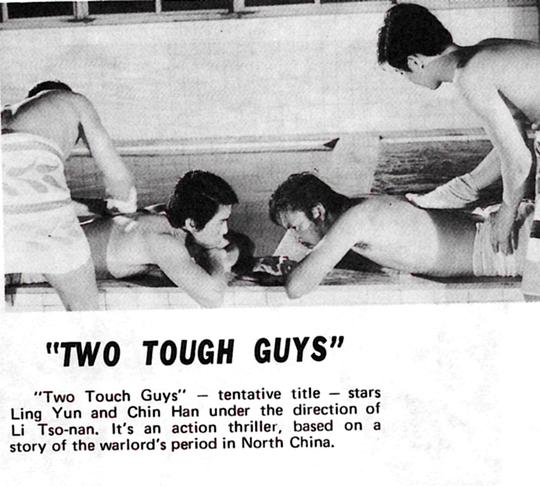 "TWO TOUGH GUYS"
"Two Touch Guys" — tentative title — stars
Ling Yun and Chin Han under the direction of
Li Tso-nan. It's an action thriller, based on a
story of the warlord's period in North China.